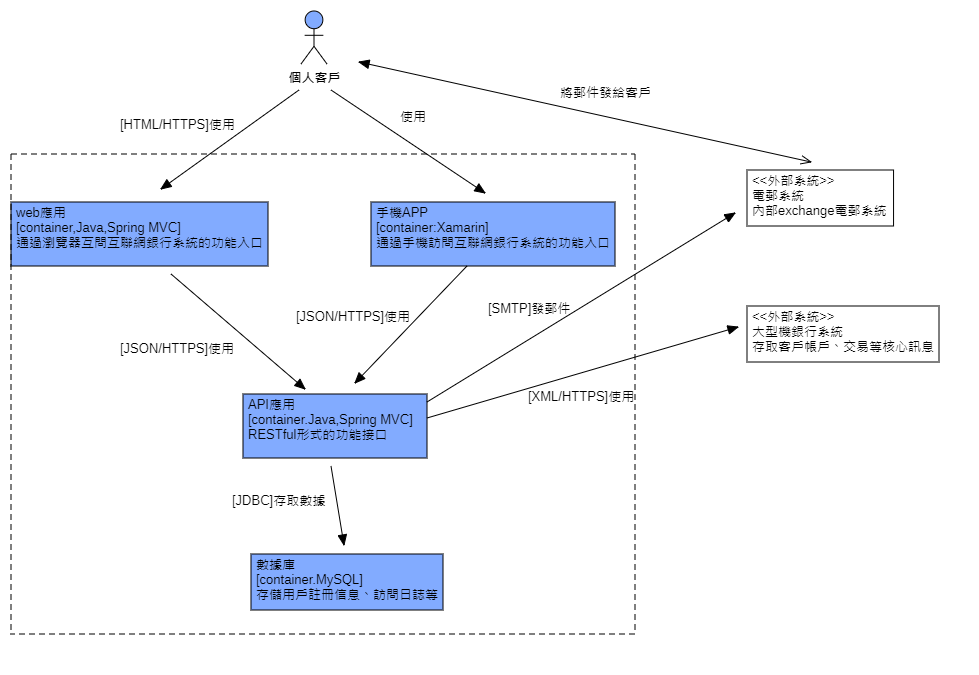 個人客戶
將郵件發給客戶
使用
[HTML/HTTPS]使用
<<外部系統>>
電郵系統
內部exchange電郵系統
web應用
[container,Java,Spring MVC]
通過瀏覽器互問互聯網銀行系統的功能入口
手機APP
[container:Xamarin]
通過手機訪問互聯網銀行系統的功能入口
[SMTP]發郵件
[JSON/HTTPS]使用
<<外部系統>>
大型機銀行系統
存取客戶帳戶、交易等核心訊息
[JSON/HTTPS]使用
[XML/HTTPS]使用
API應用
[container.Java,Spring MVC]
RESTful形式的功能接口
[JDBC]存取數據
數據庫
[container.MySQL]
存儲用戶註冊信息、訪問日誌等